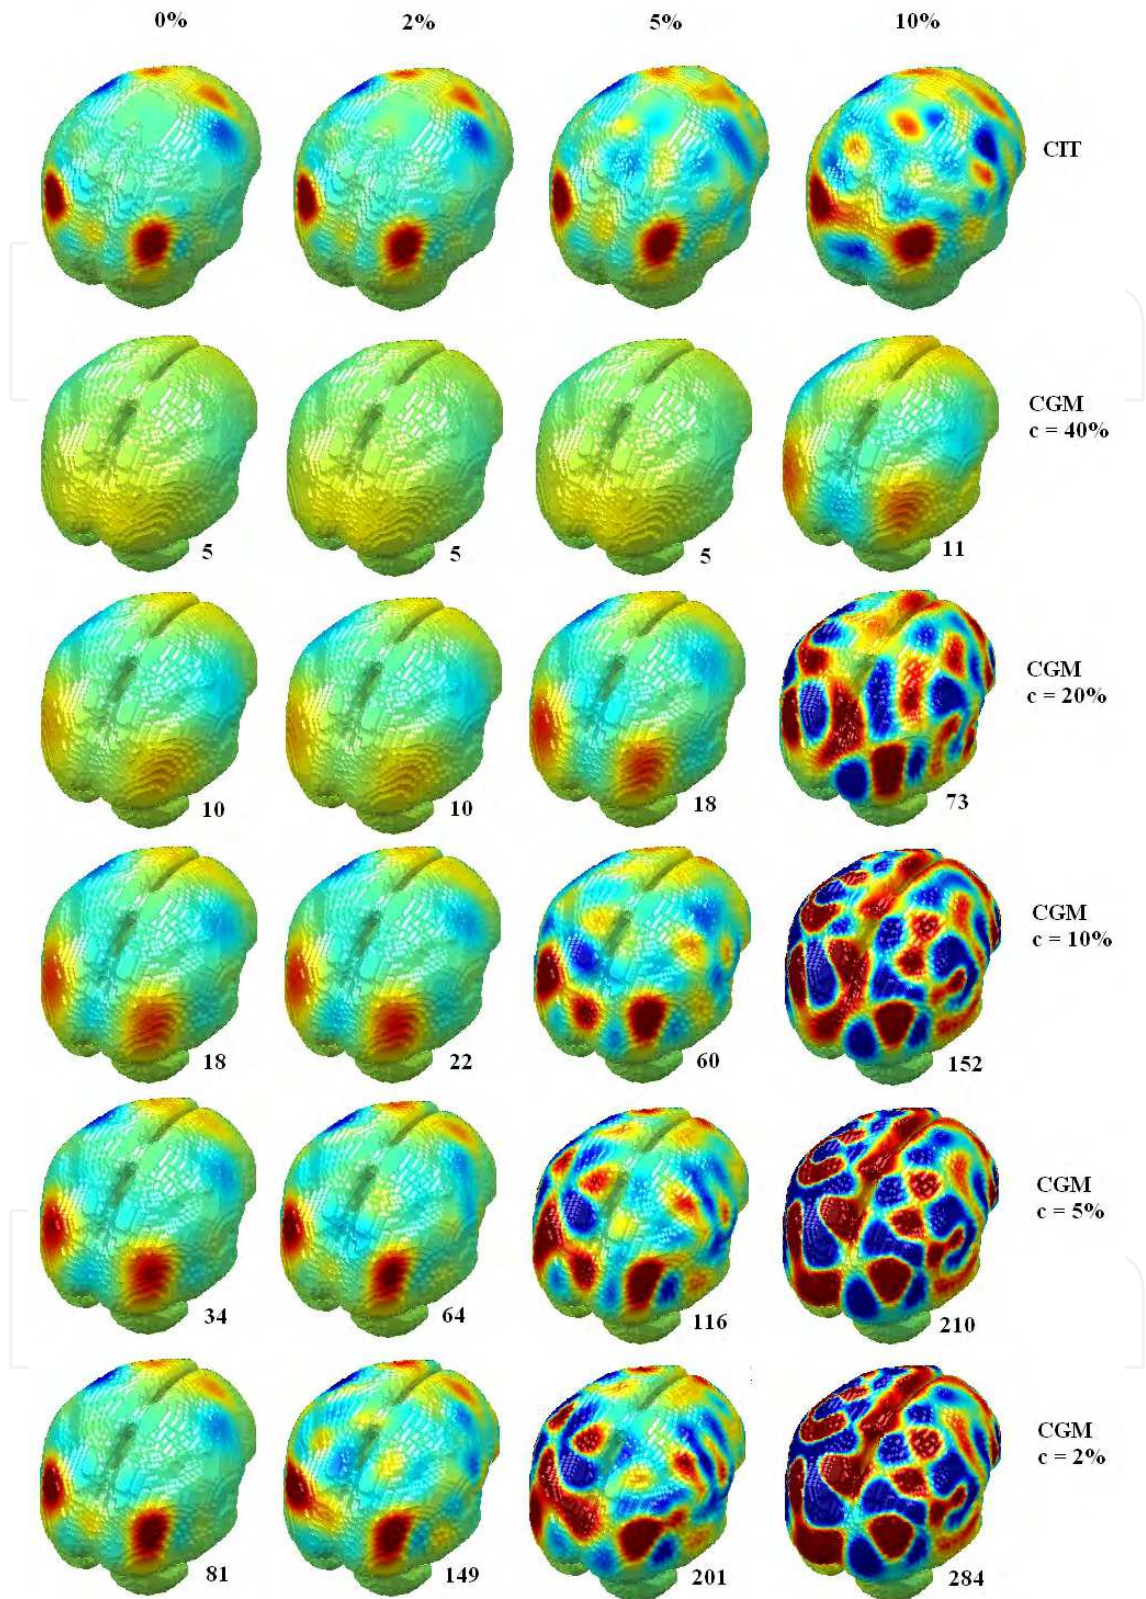 0% 2% 5% 10%
CIT
CGM
c = 40%
5 5 5 11
CGM
c = 20%
10 10 18 73
CGM
c = 10%
18 22 60 152
CGM
c = 5%
34 64 116 210
CGM
c = 2%
81 149 201 284